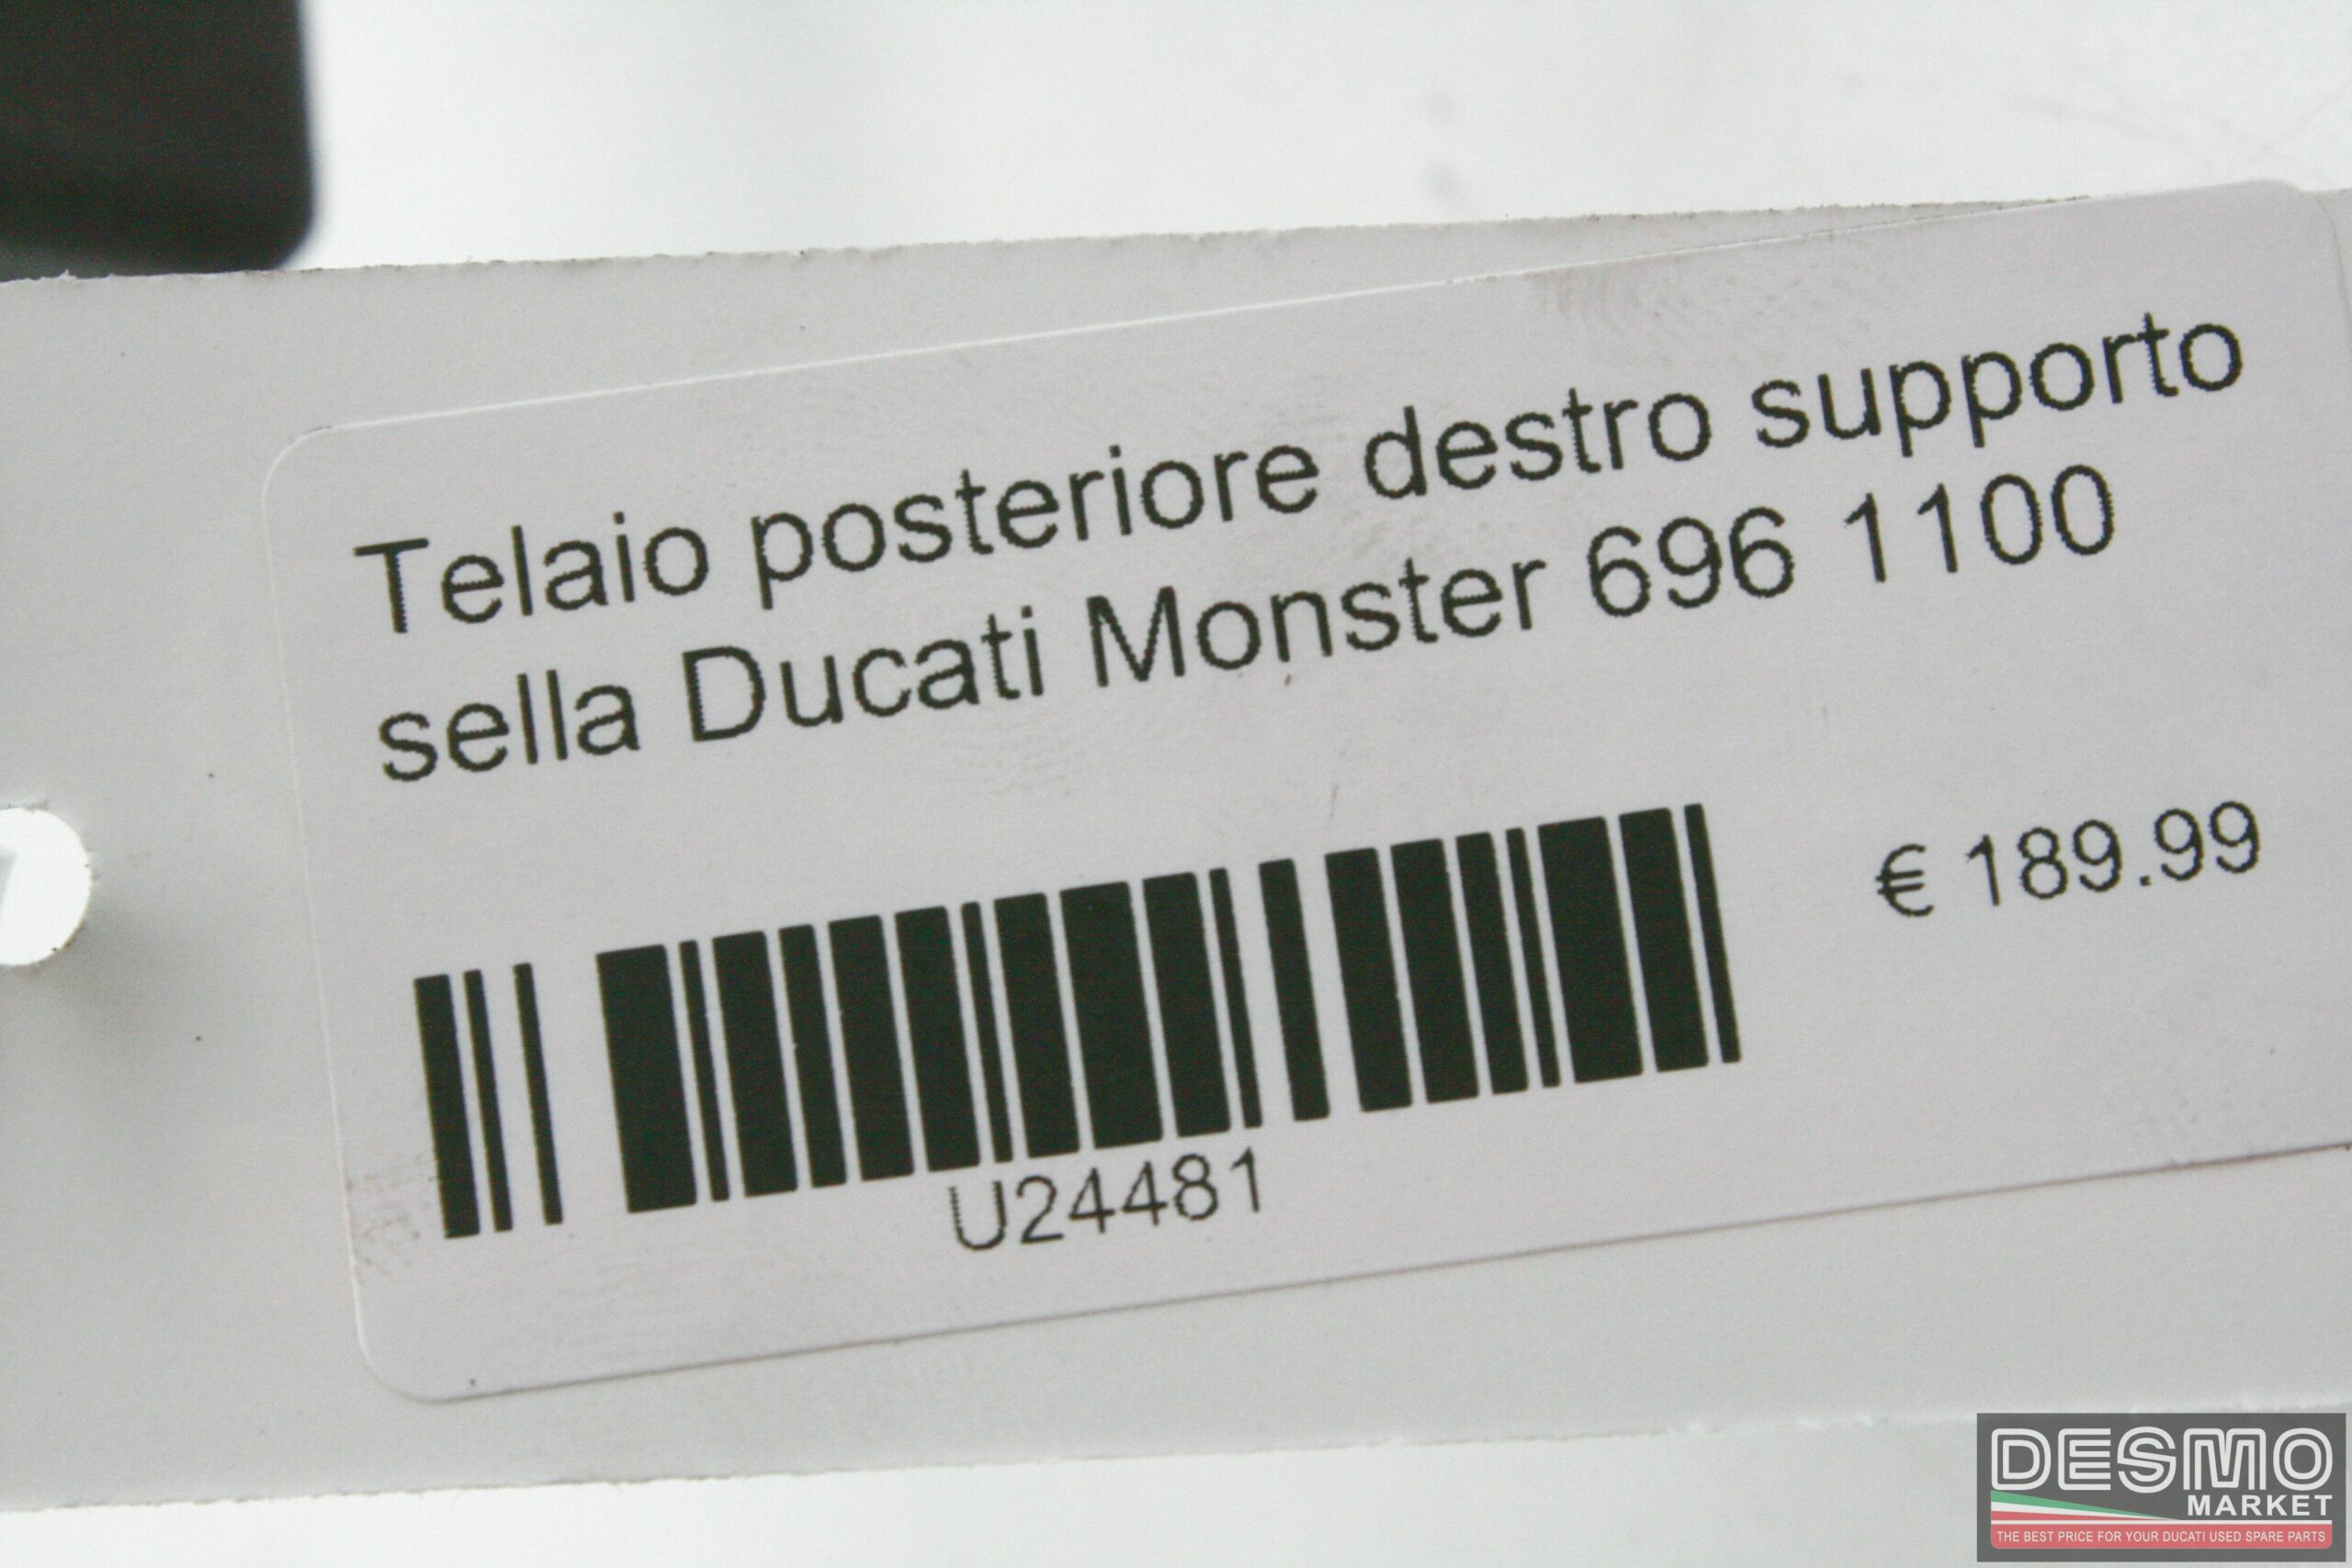 Telaio posteriore destro supporto
sella Ducati Monster 696 1100
€ 189.99
U24481
DESMO
MARKET
THE BEST PRICE FOR YOUR DUCATI USED SPARE PARTS